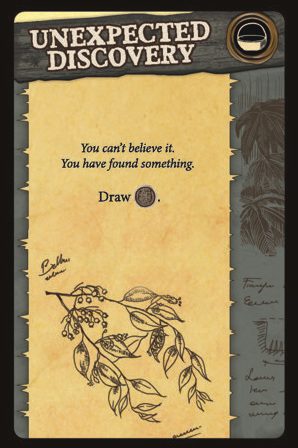 UNEXPECTED
DISCOVERY
You can't believe it.
You have found something.
Draw .